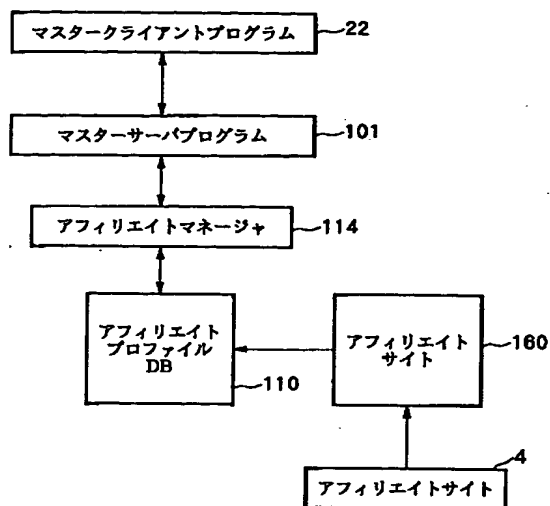 マスタークライアントプログラム
22
マスターサーバプログラム
101
アフィリエイトマネージャ
114
アフィリエイト
プロファイル
DB
110
アフィリエイト
サイト
160
4
アフィリエイトサイト